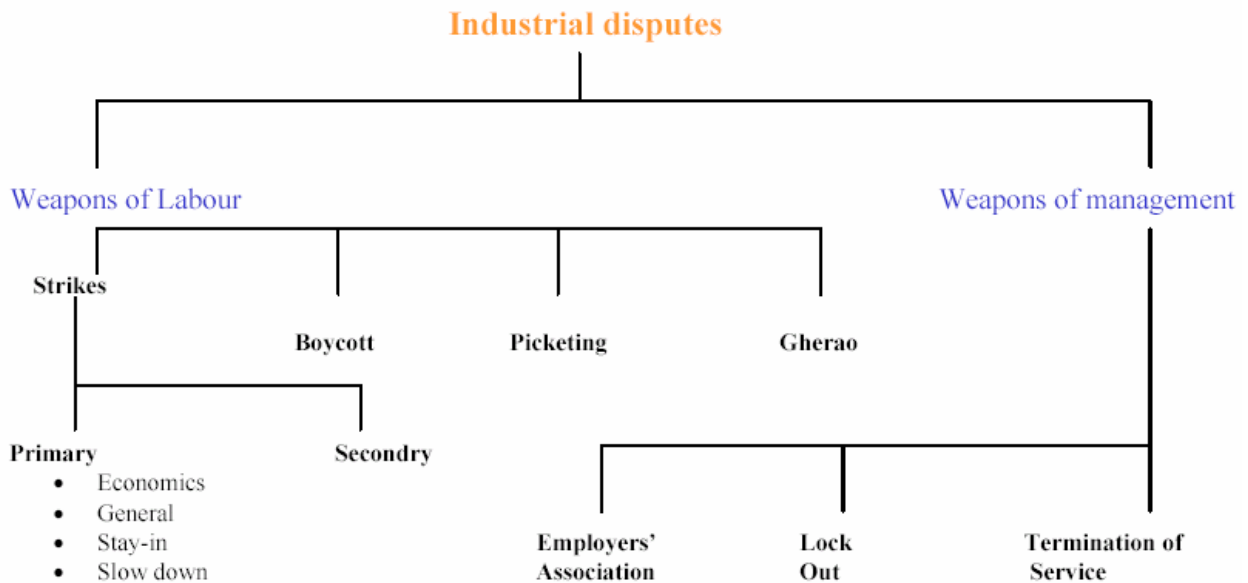 Industrial disputes
Weapons of Labour
Weapons of management
Strikes
Boycott
Picketing
Gherao
Primary
Secondry
• Economics
• General
• Stay-in
• Slow down
Employers’
Association
Lock
Out
Termination of
Service